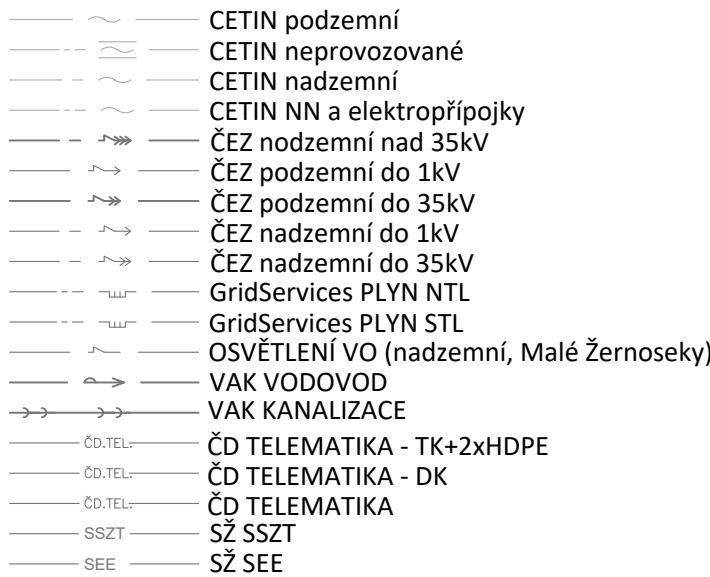 CETIN podzemní
CETIN neprovozované
CETIN nadzemní
CETIN NN a elektropřípojky
ČEZ nodzemní nad 35kV
ČEZ podzemní do 1kV
ČEZ podzemní do 35kV
ČEZ nadzemní do 1kV
ČEZ nadzemní do 35kV
GridServices PLYN NTL
GridServices PLYN STL
OSVĚTLENÍ VO (nadzemní, Malé Žernoseky)
VAK VODOVOD
VAK KANALIZACE
ČD.TEL. ČD TELEMATIKA - TK+2xHDPE
ČD.TEL. ČD TELEMATIKA - DK
ČD.TEL. ČD TELEMATIKA
SSZT SŽ SSZT
SEE SŽ SEE